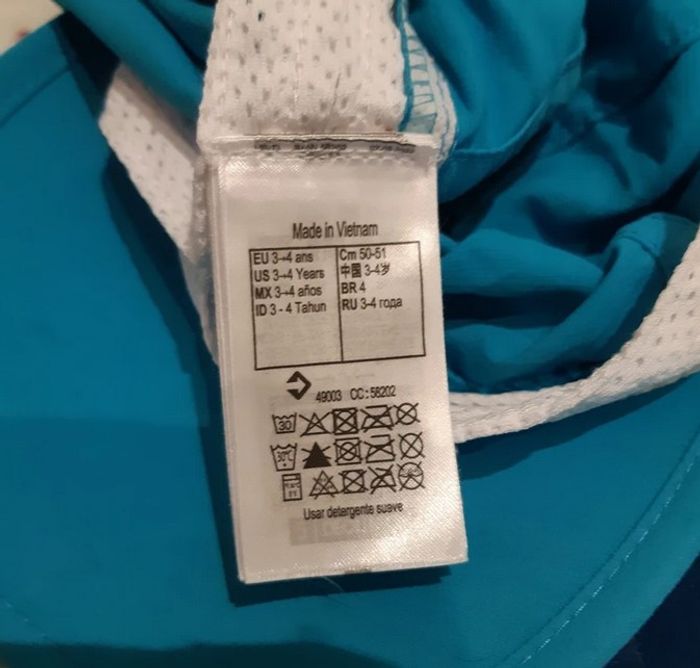 Made in Vietnam
EU 3→4 ans
US 3→4 Years
MX 3→4 años
ID 3 - 4 Tahun
Cm 50-51
中国 3-4岁
BR 4
RU 3-4 года
49003 CC: 58202
30
30°C
Usar detergente suave